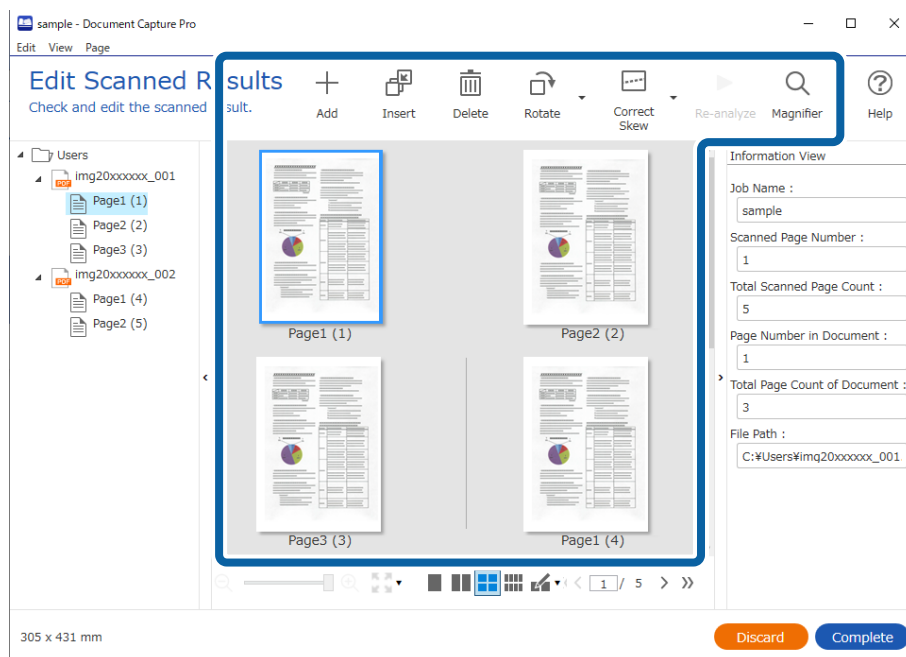 sample - Document Capture Pro
Edit View Page
Edit Scanned Results
Check and edit the scanned result.
Add
Insert
Delete
Rotate
Correct
Skew
Re-analyze
Magnifier
Help
Users
PDF
img20xxxxxx_001
Page1 (1)
Page2 (2)
Page3 (3)
PDF
img20xxxxxx_002
Page1 (4)
Page2 (5)
Page1 (1)
Page2 (2)
Page3 (3)
Page1 (4)
Information View
Job Name :
sample
Scanned Page Number :
1
Total Scanned Page Count :
5
Page Number in Document :
1
Total Page Count of Document :
3
File Path :
C:¥Users¥img20xxxxxx_001
1 / 5
305 x 431 mm
Discard
Complete